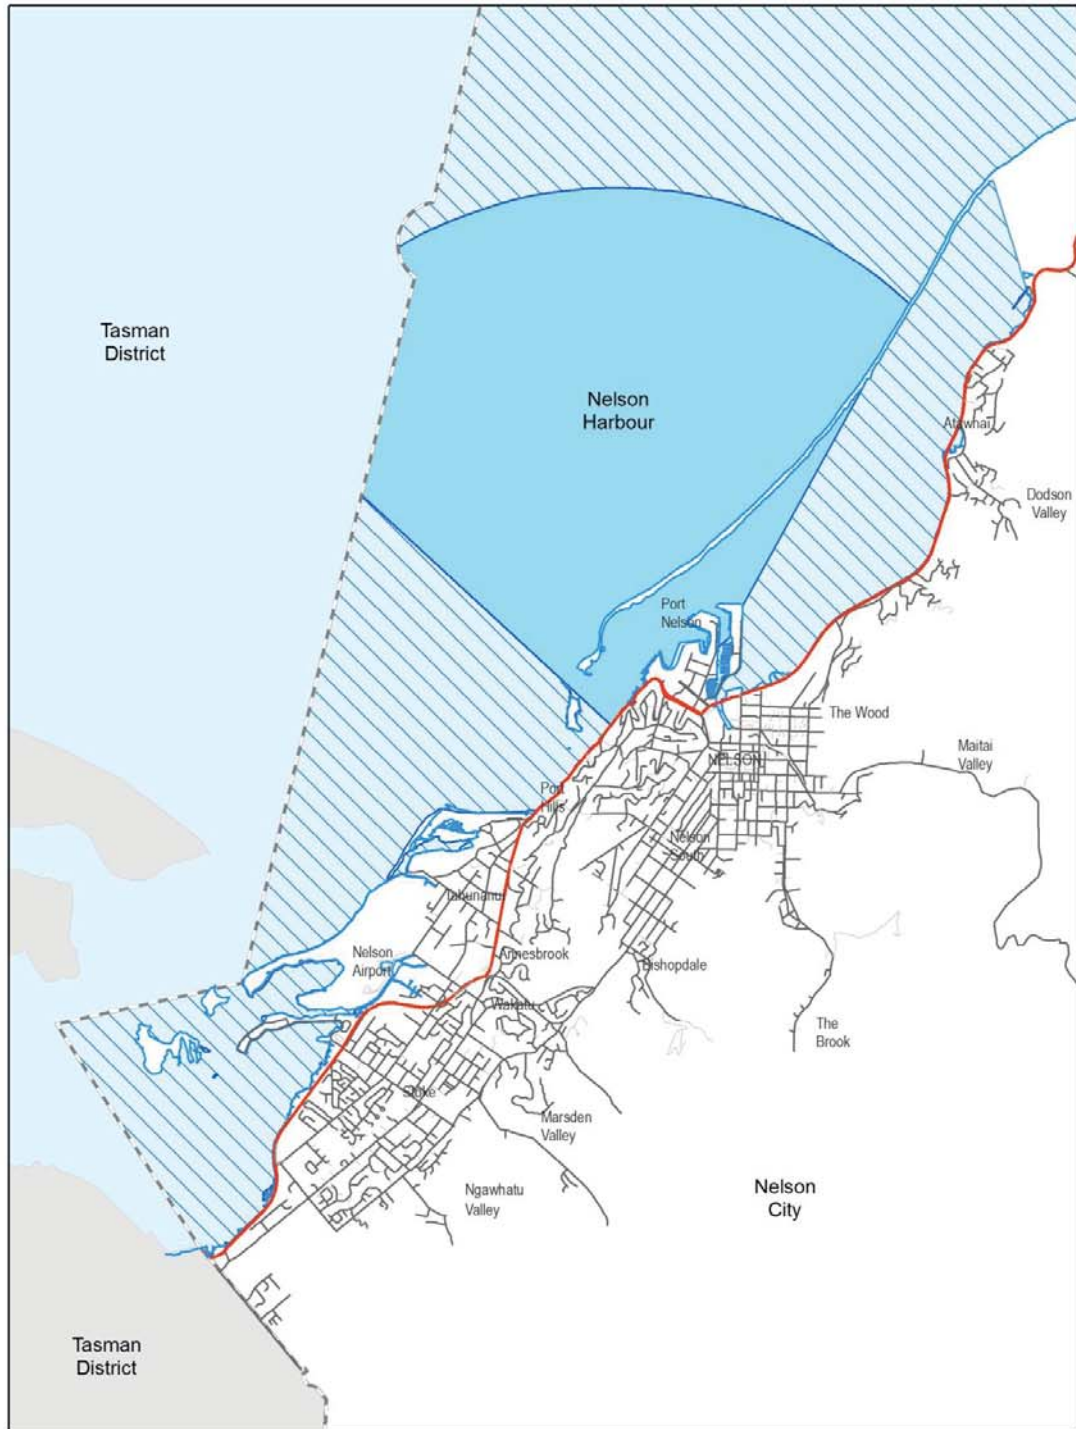 Tasman
District
Nelson
Harbour
Atawhai
Dodson
Valley
Port
Nelson
The Wood
Maitai
Valley
NELSON
Port
Hills
Nelson
South
Tahunanui
Nelson
Airport
Annesbrook
Bishopdale
Wakatu
The
Brook
Stoke
Marsden
Valley
Ngawhatu
Valley
Nelson
City
Tasman
District